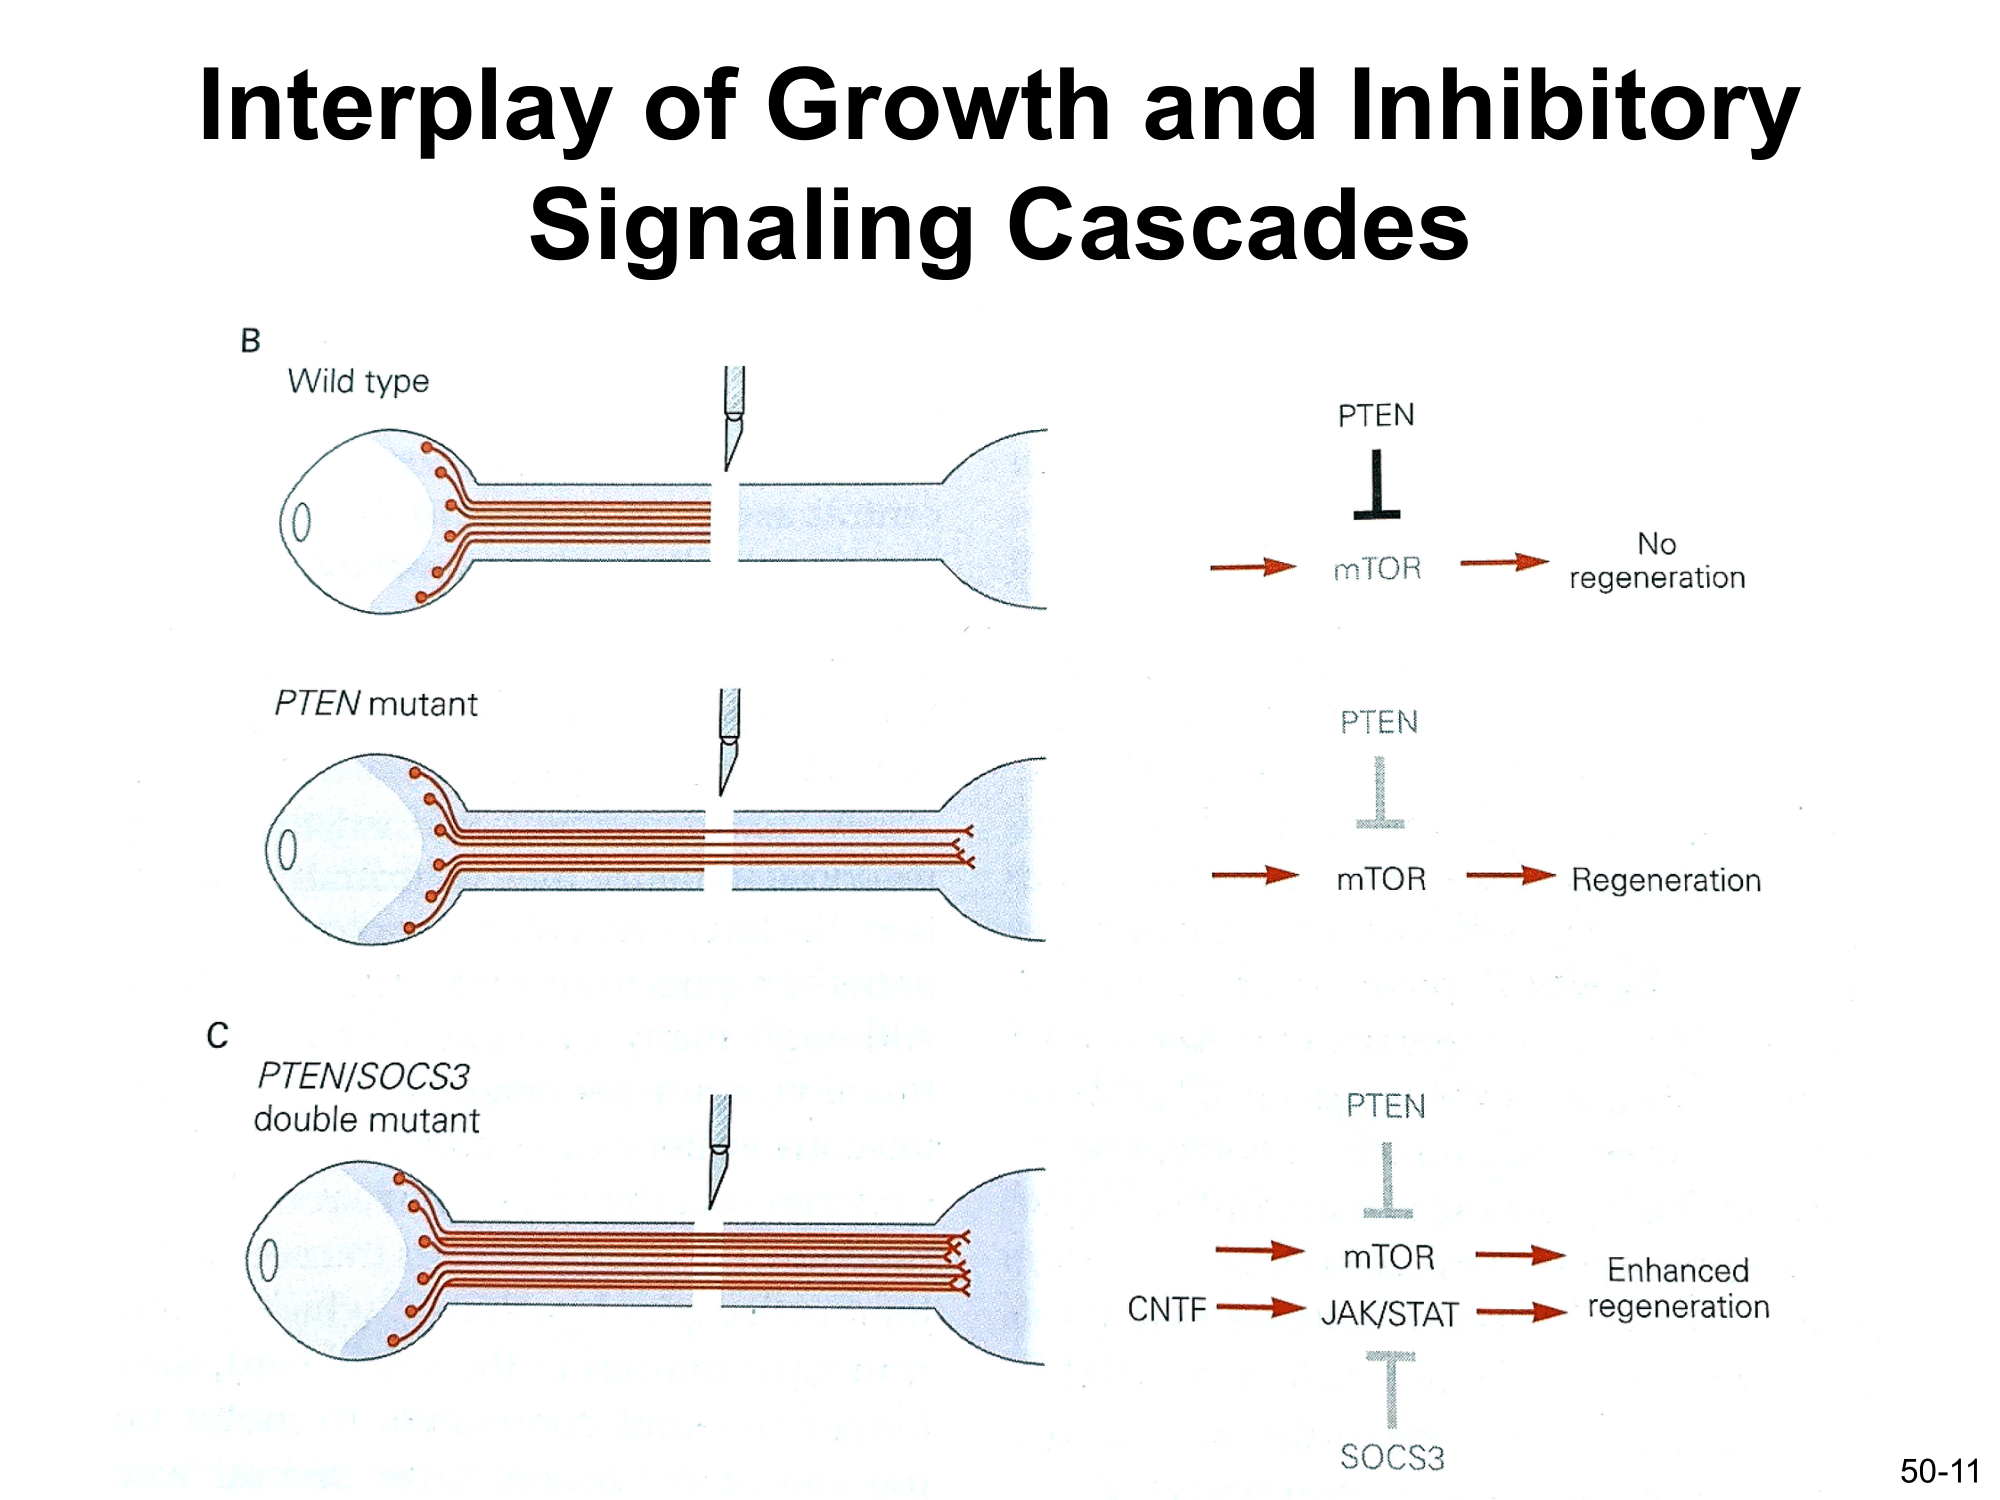 Interplay of Growth and Inhibitory
Signaling Cascades
B
Wild type
PTEN
mTOR
No
regeneration
PTEN mutant
PTEN
mTOR
Regeneration
C
PTEN/SOCS3
double mutant
PTEN
mTOR
CNTF
JAK/STAT
Enhanced
regeneration
SOCS3
50-11